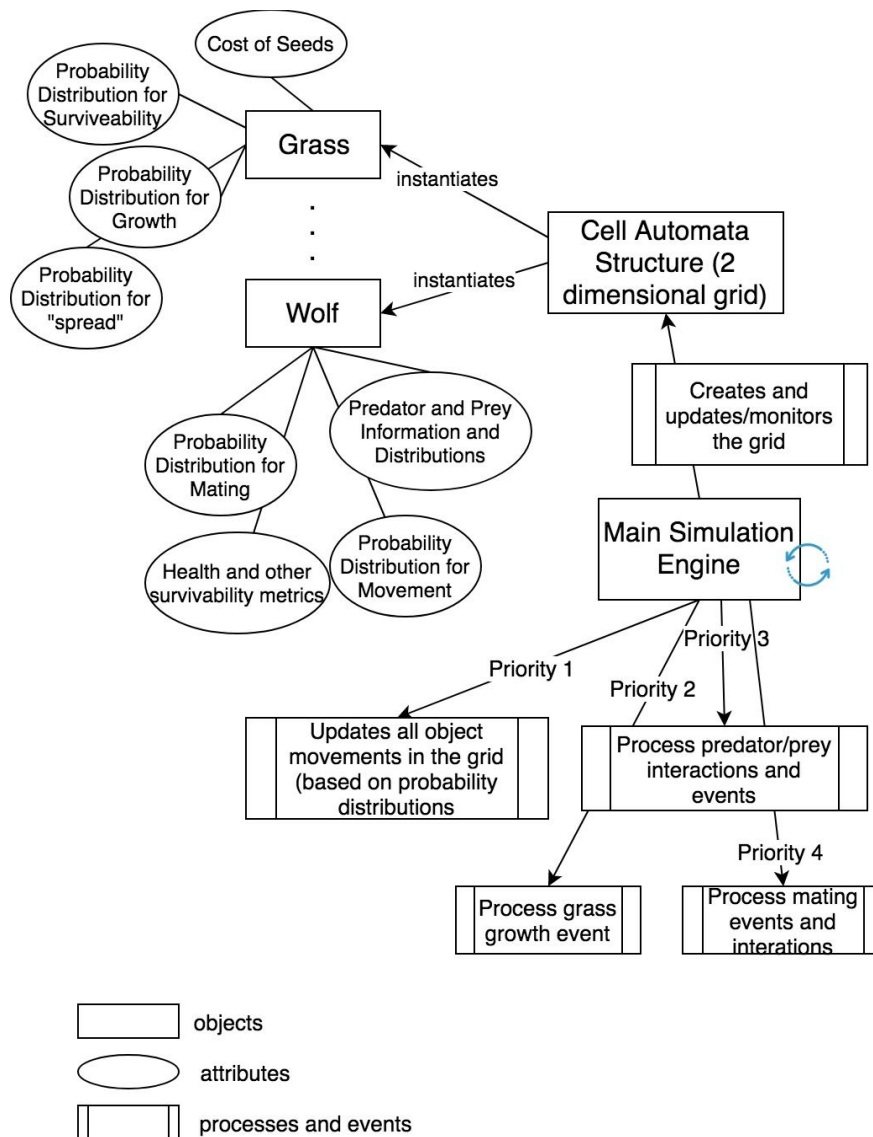 Cost of Seeds
Probability
Distribution for
Surviveability
Grass
Probability
Distribution for
Growth
instantiates
Cell Automata
Structure (2
dimensional grid)
Probability
Distribution for
"spread"
instantiates
Wolf
Creates and
updates/monitors
the grid
Predator and Prey
Information and
Distributions
Probability
Distribution for
Mating
Main Simulation
Engine
Health and other
survivability metrics
Probability
Distribution for
Movement
Priority 1
Priority 2
Priority 3
Updates all object
movements in the grid
(based on probability
distributions
Process predator/prey
interactions and
events
Priority 4
Process grass
growth event
Process mating
events and
interations
objects
attributes
processes and events